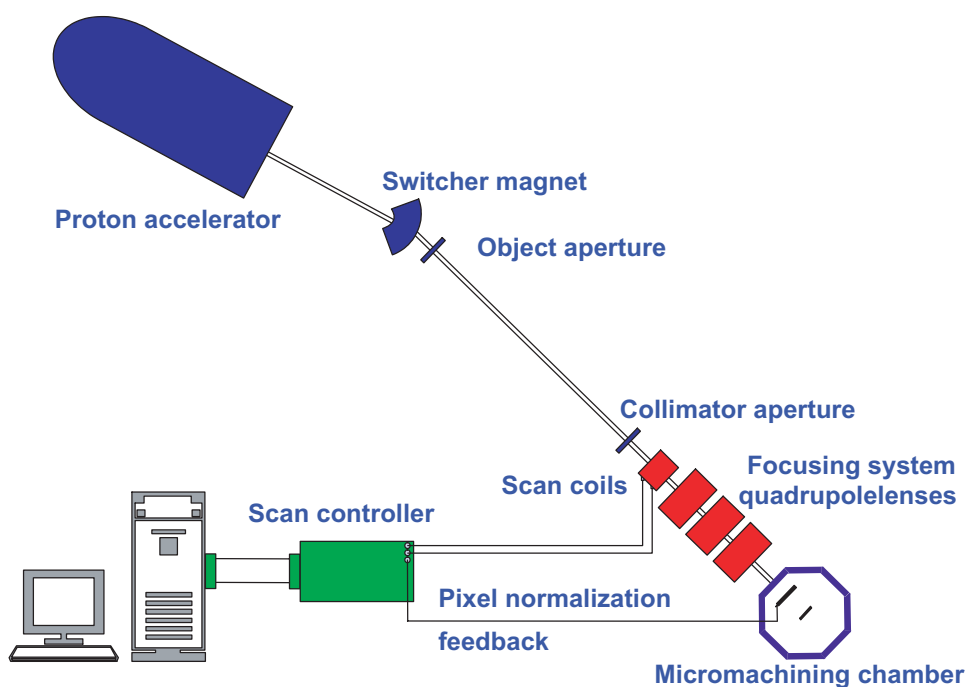 Switcher magnet
Proton accelerator
Object aperture
Collimator aperture
Focusing system
quadrupolelenses
Scan coils
Scan controller
Pixel normalization
feedback
Micromachining chamber